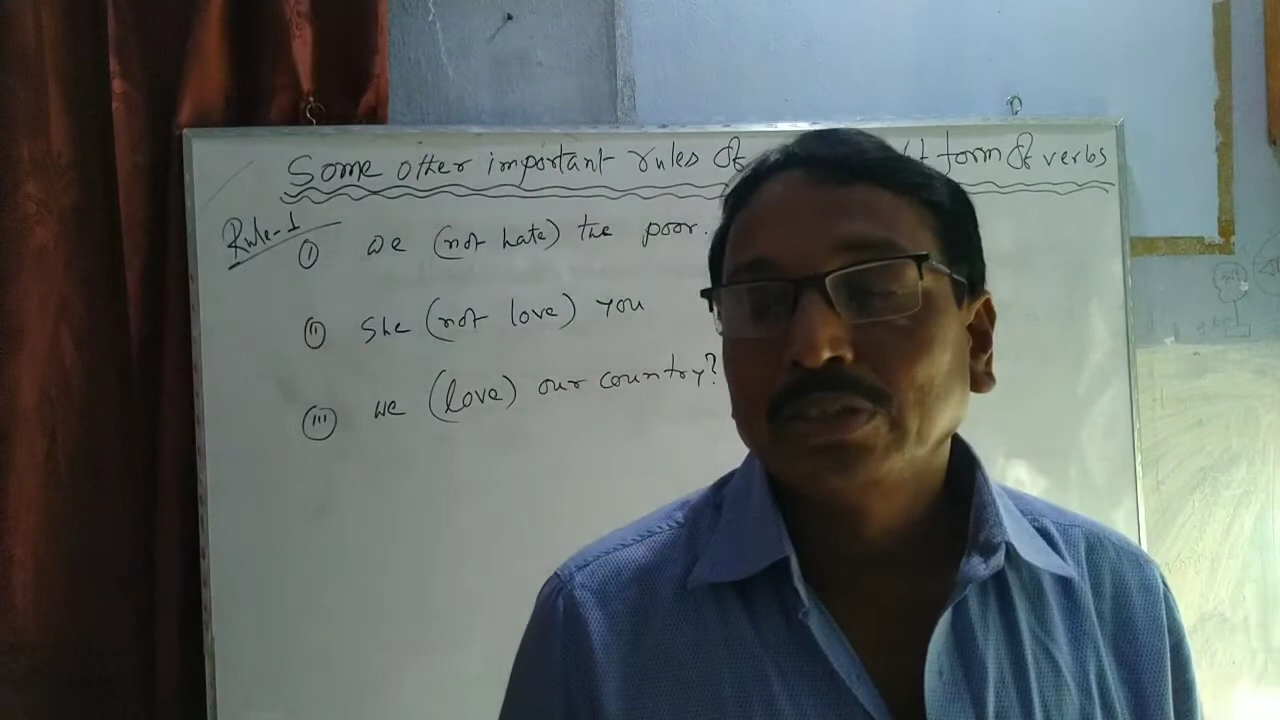 Some other important rules of form of verbs
Rule-1
(i) we (not hate) the poor.
(ii) She (not love) you
(iii) we (love) our country?